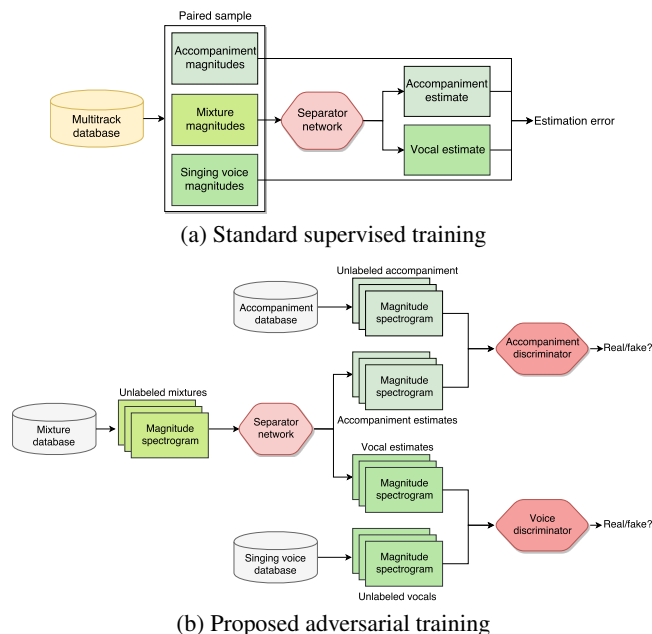 Paired sample
Accompaniment
magnitudes
Multitrack
database
Mixture
magnitudes
Singing voice
magnitudes
Separator
network
Accompaniment
estimate
Vocal estimate
Estimation error
(a) Standard supervised training
Unlabeled accompaniment
Accompaniment
database
Magnitude
spectrogram
Accompaniment
discriminator
Real/fake?
Magnitude
spectrogram
Accompaniment estimates
Unlabeled mixtures
Mixture
database
Magnitude
spectrogram
Separator
network
Vocal estimates
Magnitude
spectrogram
Voice
discriminator
Real/fake?
Singing voice
database
Magnitude
spectrogram
Unlabeled vocals
(b) Proposed adversarial training